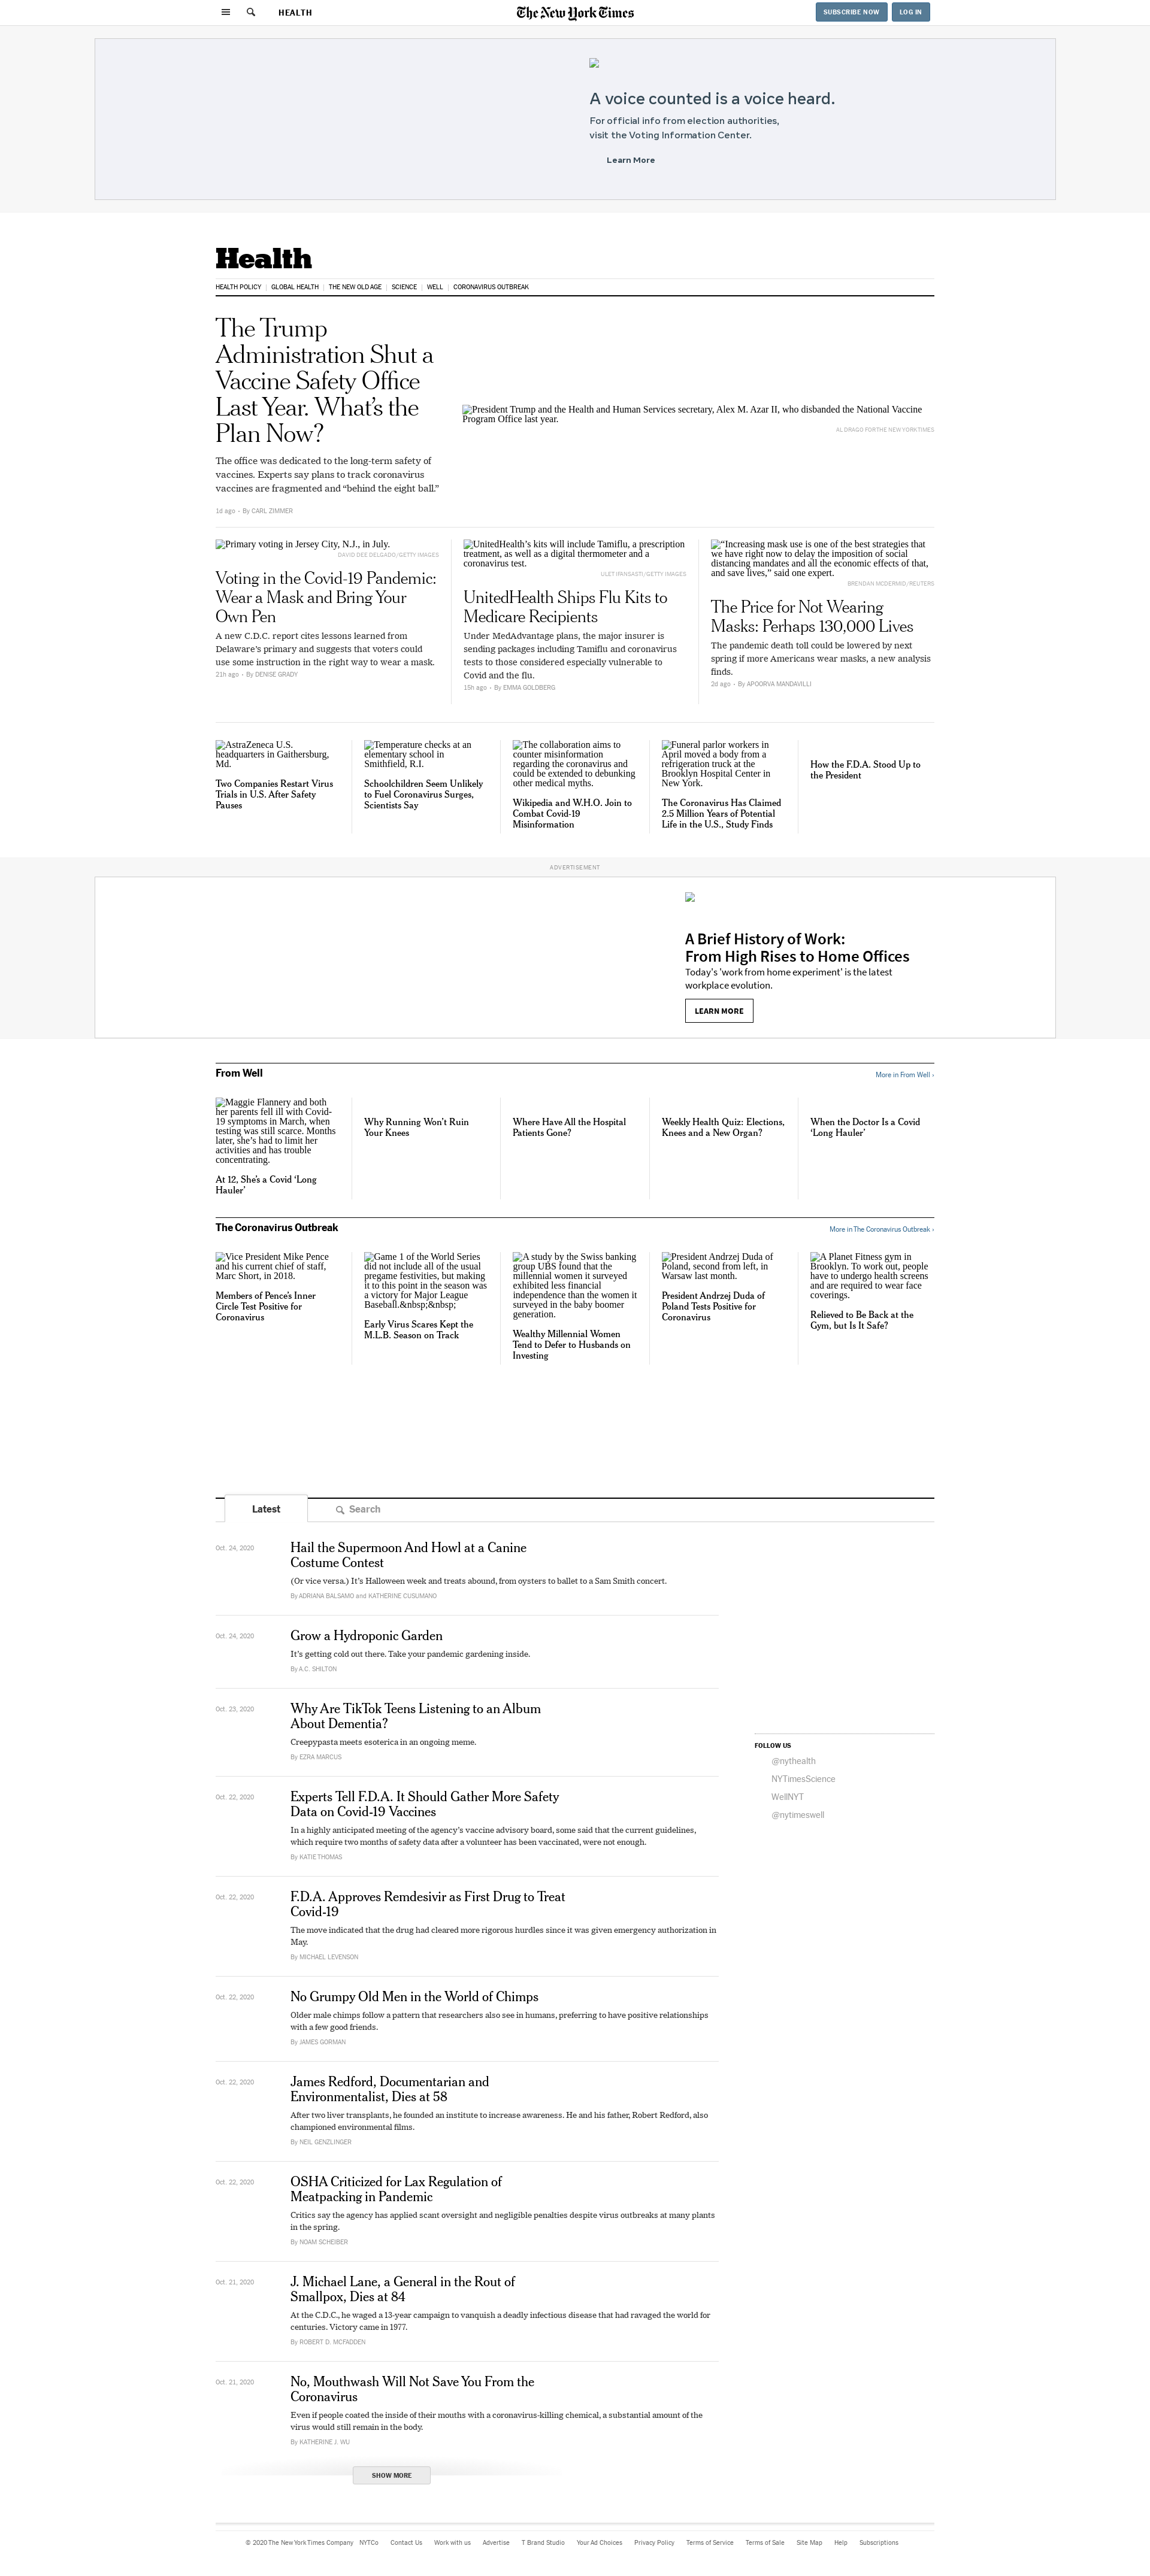 HEALTH
The New York Times
SUBSCRIBE NOW
LOG IN
A voice counted is a voice heard.
For official info from election authorities,
visit the Voting Information Center.
Learn More
Health
HEALTH POLICY
GLOBAL HEALTH
THE NEW OLD AGE
SCIENCE
WELL
CORONAVIRUS OUTBREAK
The Trump
Administration Shut a
Vaccine Safety Office
Last Year. What's the
Plan Now?
The office was dedicated to the long-term safety of
vaccines. Experts say plans to track coronavirus
vaccines are fragmented and “behind the eight ball.”
1d ago • By CARL ZIMMER
President Trump and the Health and Human Services secretary, Alex M. Azar II, who disbanded the National Vaccine
Program Office last year.
AL DRAGO FOR THE NEW YORK TIMES
Primary voting in Jersey City, N.J., in July.
DAVID DEE DELGADO/GETTY IMAGES
Voting in the Covid-19 Pandemic:
Wear a Mask and Bring Your
Own Pen
A new C.D.C. report cites lessons learned from
Delaware's primary and suggests that voters could
use some instruction in the right way to wear a mask.
21h ago • By DENISE GRADY
UnitedHealth's kits will include Tamiflu, a prescription
treatment, as well as a digital thermometer and a
coronavirus test.
ULET IFANSASTI/GETTY IMAGES
UnitedHealth Ships Flu Kits to
Medicare Recipients
Under MedAdvantage plans, the major insurer is
sending packages including Tamiflu and coronavirus
tests to those considered especially vulnerable to
Covid and the flu.
15h ago • By EMMA GOLDBERG
“Increasing mask use is one of the best strategies that
we have right now to delay the imposition of social
distancing mandates and all the economic effects of that,
and save lives,” said one expert.
BRENDAN MCDERMID/REUTERS
The Price for Not Wearing
Masks: Perhaps 130,000 Lives
The pandemic death toll could be lowered by next
spring if more Americans wear masks, a new analysis
finds.
2d ago • By APOORVA MANDAVILLI
AstraZeneca U.S.
headquarters in Gaithersburg,
Md.
Two Companies Restart Virus
Trials in U.S. After Safety
Pauses
Temperature checks at an
elementary school in
Smithfield, R.I.
Schoolchildren Seem Unlikely
to Fuel Coronavirus Surges,
Scientists Say
The collaboration aims to
counter misinformation
regarding the coronavirus and
could be extended to debunking
other medical myths.
Wikipedia and W.H.O. Join to
Combat Covid-19
Misinformation
Funeral parlor workers in
April moved a body from a
refrigeration truck at the
Brooklyn Hospital Center in
New York.
The Coronavirus Has Claimed
2.5 Million Years of Potential
Life in the U.S., Study Finds
How the F.D.A. Stood Up to
the President
ADVERTISEMENT
A Brief History of Work:
From High Rises to Home Offices
Today's 'work from home experiment' is the latest
workplace evolution.
LEARN MORE
From Well
More in From Well ›
Maggie Flannery and both
her parents fell ill with Covid-
19 symptoms in March, when
testing was still scarce. Months
later, she's had to limit her
activities and has trouble
concentrating.
At 12, She's a Covid ‘Long
Hauler’
Why Running Won't Ruin
Your Knees
Where Have All the Hospital
Patients Gone?
Weekly Health Quiz: Elections,
Knees and a New Organ?
When the Doctor Is a Covid
‘Long Hauler’
The Coronavirus Outbreak
More in The Coronavirus Outbreak ›
Vice President Mike Pence
and his current chief of staff,
Marc Short, in 2018.
Members of Pence's Inner
Circle Test Positive for
Coronavirus
Game 1 of the World Series
did not include all of the usual
pregame festivities, but making
it to this point in the season was
a victory for Major League
Baseball.&nbsp;&nbsp;
Early Virus Scares Kept the
M.L.B. Season on Track
A study by the Swiss banking
group UBS found that the
millennial women it surveyed
exhibited less financial
independence than the women it
surveyed in the baby boomer
generation.
Wealthy Millennial Women
Tend to Defer to Husbands on
Investing
President Andrzej Duda of
Poland, second from left, in
Warsaw last month.
President Andrzej Duda of
Poland Tests Positive for
Coronavirus
A Planet Fitness gym in
Brooklyn. To work out, people
have to undergo health screens
and are required to wear face
coverings.
Relieved to Be Back at the
Gym, but Is It Safe?
Latest
Search
Oct. 24, 2020
Hail the Supermoon And Howl at a Canine
Costume Contest
(Or vice versa.) It's Halloween week and treats abound, from oysters to ballet to a Sam Smith concert.
By ADRIANA BALSAMO and KATHERINE CUSUMANO
Oct. 24, 2020
Grow a Hydroponic Garden
It's getting cold out there. Take your pandemic gardening inside.
By A.C. SHILTON
Oct. 23, 2020
Why Are TikTok Teens Listening to an Album
About Dementia?
Creepypasta meets esoterica in an ongoing meme.
By EZRA MARCUS
FOLLOW US
@nythealth
NYTimesScience
WellNYT
@nytimeswell
Oct. 22, 2020
Experts Tell F.D.A. It Should Gather More Safety
Data on Covid-19 Vaccines
In a highly anticipated meeting of the agency's vaccine advisory board, some said that the current guidelines,
which require two months of safety data after a volunteer has been vaccinated, were not enough.
By KATIE THOMAS
Oct. 22, 2020
F.D.A. Approves Remdesivir as First Drug to Treat
Covid-19
The move indicated that the drug had cleared more rigorous hurdles since it was given emergency authorization in
May.
By MICHAEL LEVENSON
Oct. 22, 2020
No Grumpy Old Men in the World of Chimps
Older male chimps follow a pattern that researchers also see in humans, preferring to have positive relationships
with a few good friends.
By JAMES GORMAN
Oct. 22, 2020
James Redford, Documentarian and
Environmentalist, Dies at 58
After two liver transplants, he founded an institute to increase awareness. He and his father, Robert Redford, also
championed environmental films.
By NEIL GENZLINGER
Oct. 22, 2020
OSHA Criticized for Lax Regulation of
Meatpacking in Pandemic
Critics say the agency has applied scant oversight and negligible penalties despite virus outbreaks at many plants
in the spring.
By NOAM SCHEIBER
Oct. 21, 2020
J. Michael Lane, a General in the Rout of
Smallpox, Dies at 84
At the C.D.C., he waged a 13-year campaign to vanquish a deadly infectious disease that had ravaged the world for
centuries. Victory came in 1977.
By ROBERT D. MCFADDEN
Oct. 21, 2020
No, Mouthwash Will Not Save You From the
Coronavirus
Even if people coated the inside of their mouths with a coronavirus-killing chemical, a substantial amount of the
virus would still remain in the body.
By KATHERINE J. WU
SHOW MORE
© 2020 The New York Times Company
NYTCo
Contact Us
Work with us
Advertise
T Brand Studio
Your Ad Choices
Privacy Policy
Terms of Service
Terms of Sale
Site Map
Help
Subscriptions